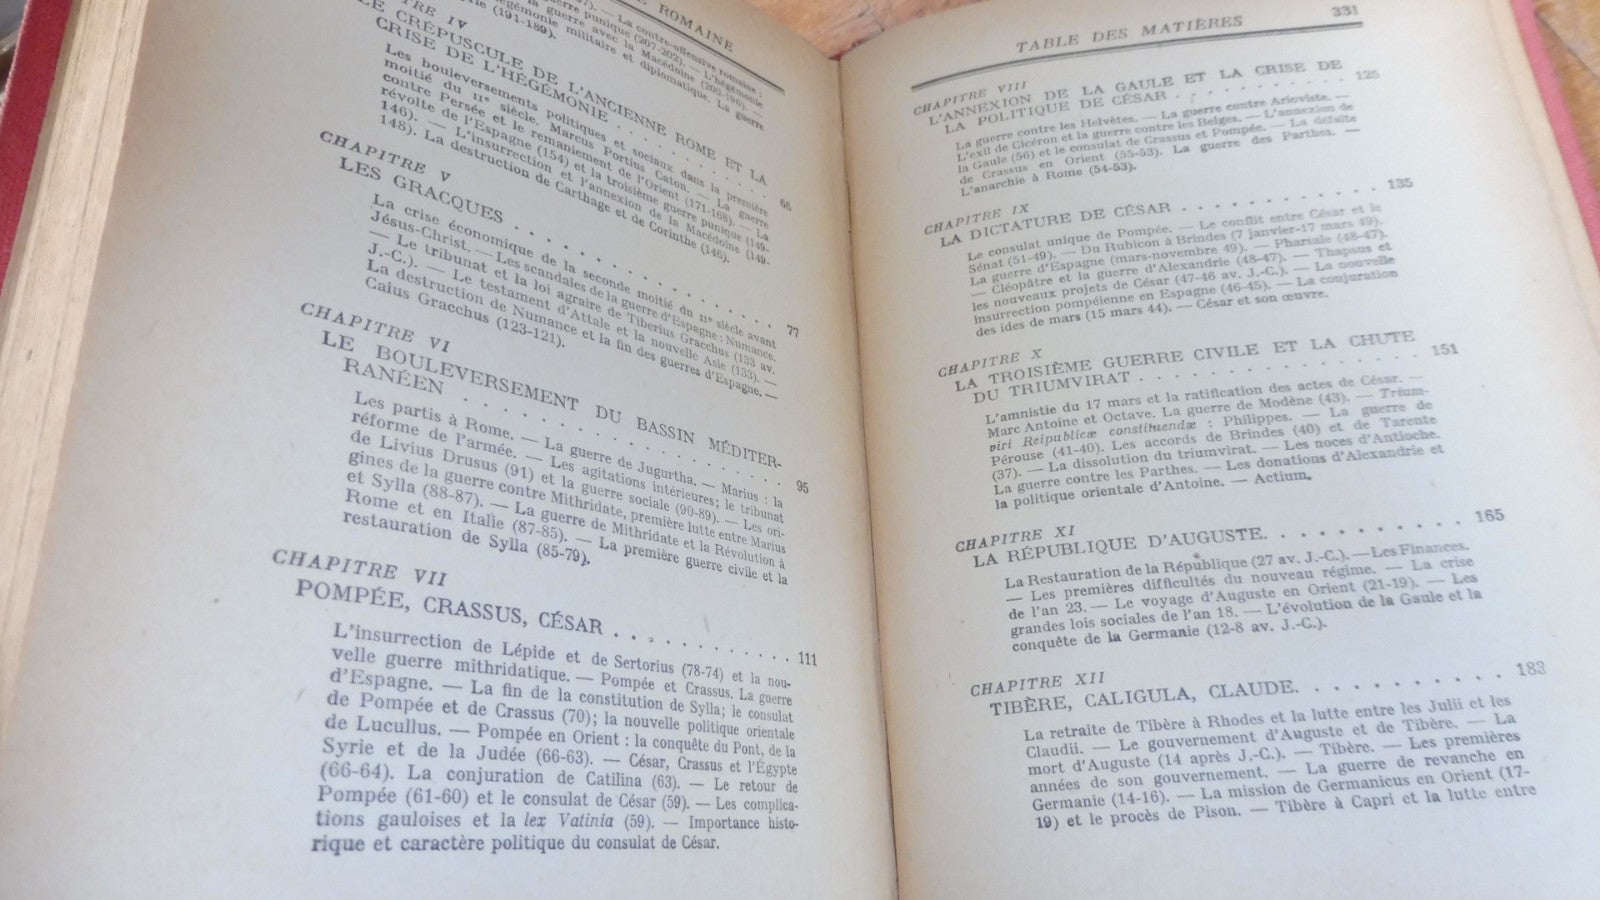 ROMAINE
punique (207-202). — La contre-offensive romaine :
la guerre avec la Macédoine (200-196). — L'hégémonie
hégémonie militaire et diplomatique. La guerre
(191-189).
IV
LE CRÉPUSCULE DE L'ANCIENNE ROME ET LA
CRISE DE L'HÉGÉMONIE . . . . . . . . . 66
Les bouleversements politiques et sociaux dans la première
moitié du IIe siècle. Marcus Portius Caton. — La guerre
contre Persée et le remaniement de l'Orient (171-168). — La
révolte de l'Espagne (154) et la troisième guerre punique (149-
146). — L'insurrection et l'annexion de la Macédoine (149-
148). La destruction de Carthage et de Corinthe (146).
CHAPITRE V
LES GRACQUES . . . . . . . . . . . . 77
La crise économique de la seconde moitié du IIe siècle avant
Jésus-Christ. — Les scandales de la guerre d'Espagne : Numance.
— Le tribunat et la loi agraire de Tiberius Gracchus (133 av.
J.-C.). — Le testament d'Attale et la nouvelle Asie (133). —
La destruction de Numance et la fin des guerres d'Espagne. —
Caius Gracchus (123-121).
CHAPITRE VI
LE BOULEVERSEMENT DU BASSIN MÉDITER-
RANÉEN . . . . . . . . . . . . . . 95
Les partis à Rome. — La guerre de Jugurtha. — Marius : la
réforme de l'armée. — Les agitations intérieures; le tribunat
de Livius Drusus (91) et la guerre sociale (90-89). — Les ori-
gines de la guerre contre Mithridate, première lutte entre Marius
et Sylla (88-87). — La guerre de Mithridate et la Révolution à
Rome et en Italie (87-85). — La première guerre civile et la
restauration de Sylla (85-79).
CHAPITRE VII
POMPÉE, CRASSUS, CÉSAR . . . . . . . . . . 111
L'insurrection de Lépide et de Sertorius (78-74) et la nou-
velle guerre mithridatique. — Pompée et Crassus. La guerre
d'Espagne. — La fin de la constitution de Sylla; le consulat
de Pompée et de Crassus (70); la nouvelle politique orientale
de Lucullus. — Pompée en Orient : la conquête du Pont, de la
Syrie et de la Judée (66-63). — César, Crassus et l'Égypte
(66-64). La conjuration de Catilina (63). — Le retour de
Pompée (61-60) et le consulat de César (59). — Les complica-
tions gauloises et la lex Vatinia (59). — Importance histo-
rique et caractère politique du consulat de César.
TABLE DES MATIÈRES 331
CHAPITRE VIII
L'ANNEXION DE LA GAULE ET LA CRISE DE
LA POLITIQUE DE CÉSAR . . . . . . . . . 125
La guerre contre les Helvètes. — La guerre contre Arioviste. —
L'exil de Cicéron et la guerre contre les Belges. — L'annexion de
la Gaule (56) et le consulat de Crassus et Pompée. — La défaite
de Crassus en Orient (55-53). La guerre des Parthes. —
L'anarchie à Rome (54-53).
CHAPITRE IX
LA DICTATURE DE CÉSAR . . . . . . . . . . 135
Le consulat unique de Pompée. — Le conflit entre César et le
Sénat (51-49). — Du Rubicon à Brindes (7 janvier-17 mars 49).
La guerre d'Espagne (mars-novembre 49). — Pharsale (48-47).
— Cléopâtre et la guerre d'Alexandrie (48-47). — Thapsus et
les nouveaux projets de César (47-46 av. J.-C.). — La nouvelle
insurrection pompéienne en Espagne (46-45). — La conjuration
des ides de mars (15 mars 44). — César et son œuvre.
CHAPITRE X
LA TROISIÈME GUERRE CIVILE ET LA CHUTE
DU TRIUMVIRAT . . . . . . . . . . . . 151
L'amnistie du 17 mars et la ratification des actes de César. —
Marc Antoine et Octave. La guerre de Modène (43). — Trium-
viri Reipublicæ constituendæ : Philippes. — La guerre de
Pérouse (41-40). Les accords de Brindes (40) et de Tarente
(37). — La dissolution du triumvirat. — Les noces d'Antioche.
La guerre contre les Parthes. — Les donations d'Alexandrie et
la politique orientale d'Antoine. — Actium.
CHAPITRE XI
LA RÉPUBLIQUE D'AUGUSTE. . . . . . . . . . 165
La Restauration de la République (27 av. J.-C.). — Les Finances.
— Les premières difficultés du nouveau régime. — La crise
de l'an 23. — Le voyage d'Auguste en Orient (21-19). — Les
grandes lois sociales de l'an 18. — L'évolution de la Gaule et la
conquête de la Germanie (12-8 av. J.-C.).
CHAPITRE XII
TIBÈRE, CALIGULA, CLAUDE. . . . . . . . . . 183
La retraite de Tibère à Rhodes et la lutte entre les Julii et les
Claudii. — Le gouvernement d'Auguste et de Tibère. — La
mort d'Auguste (14 après J.-C.). — Tibère. — Les premières
années de son gouvernement. — La guerre de revanche en
Germanie (14-16). — La mission de Germanicus en Orient (17-
19) et le procès de Pison. — Tibère à Capri et la lutte entre